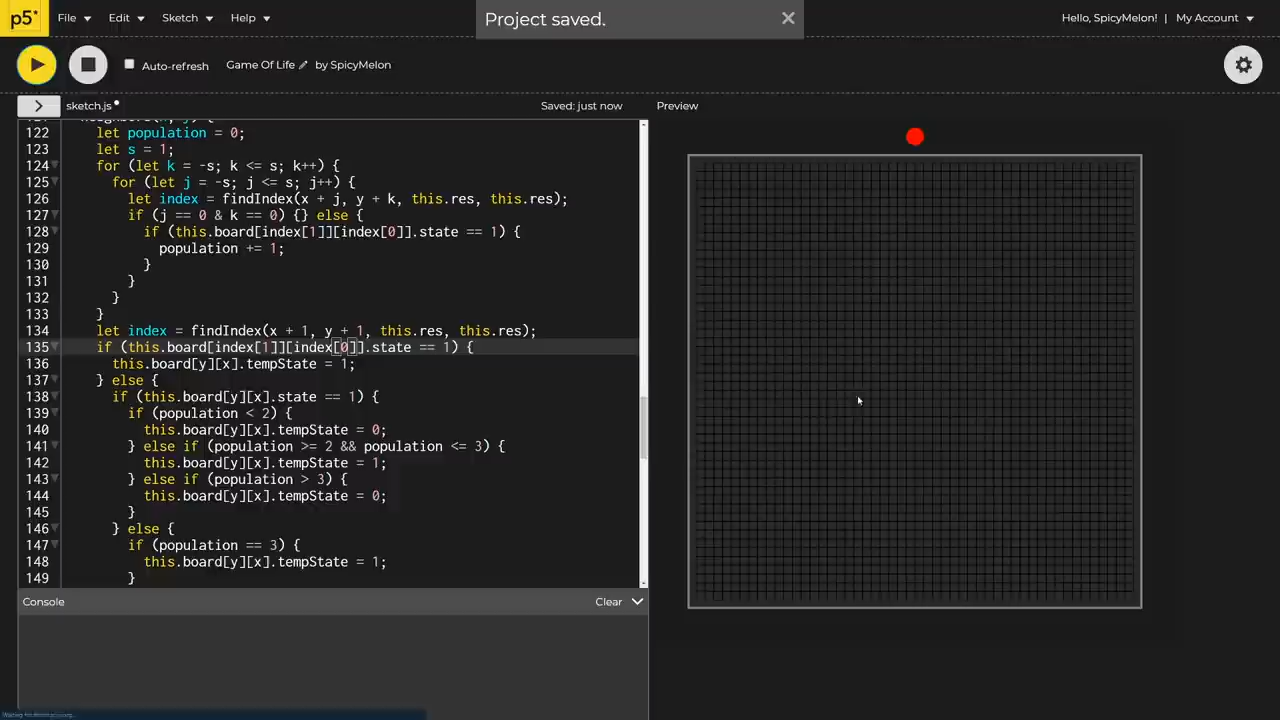 p5* File Edit Sketch Help Project saved. Hello, SpicyMelon! | My Account
Auto-refresh Game Of Life by SpicyMelon
sketch.js Saved: just now Preview
122 let population = 0;
123 let s = 1;
124 for (let k = -s; k <= s; k++) {
125 for (let j = -s; j <= s; j++) {
126 let index = findIndex(x + j, y + k, this.res, this.res);
127 if (j == 0 & k == 0) {} else {
128 if (this.board[index[1]][index[0]].state == 1) {
129 population += 1;
130 }
131 }
132 }
133 }
134 let index = findIndex(x + 1, y + 1, this.res, this.res);
135 if (this.board[index[1]][index[0]].state == 1) {
136 this.board[y][x].tempState = 1;
137 } else {
138 if (this.board[y][x].state == 1) {
139 if (population < 2) {
140 this.board[y][x].tempState = 0;
141 } else if (population >= 2 && population <= 3) {
142 this.board[y][x].tempState = 1;
143 } else if (population > 3) {
144 this.board[y][x].tempState = 0;
145 }
146 } else {
147 if (population == 3) {
148 this.board[y][x].tempState = 1;
149 }
Console Clear